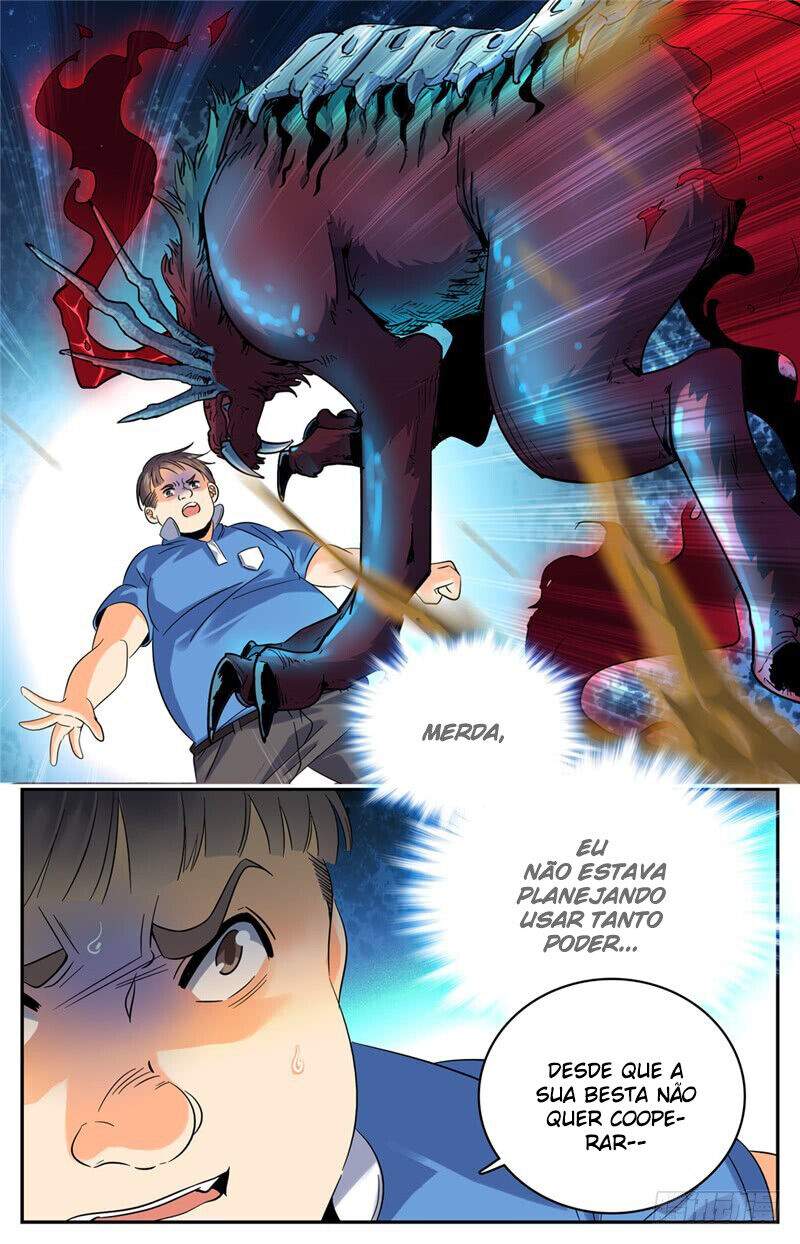 MERDA,
EU
NÃO ESTAVA
PLANEJANDO
USAR TANTO
PODER...
DESDE QUE A
SUA BESTA NÃO
QUER COOPE-
RAR--